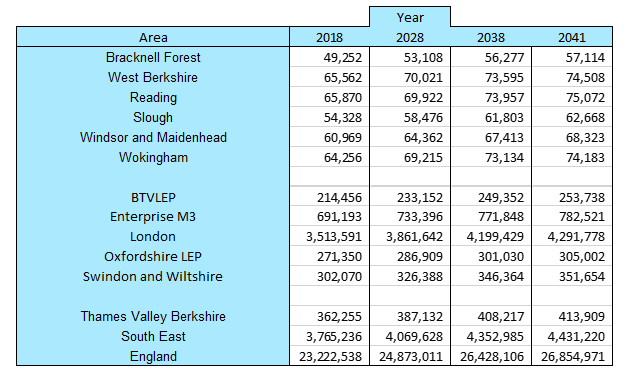 Year
Area 2018 2028 2038 2041
Bracknell Forest 49,252 53,108 56,277 57,114
West Berkshire 65,562 70,021 73,595 74,508
Reading 65,870 69,922 73,957 75,072
Slough 54,328 58,476 61,803 62,668
Windsor and Maidenhead 60,969 64,362 67,413 68,323
Wokingham 64,256 69,215 73,134 74,183
BTVLEP 214,456 233,152 249,352 253,738
Enterprise M3 691,193 733,396 771,848 782,521
London 3,513,591 3,861,642 4,199,429 4,291,778
Oxfordshire LEP 271,350 286,909 301,030 305,002
Swindon and Wiltshire 302,070 326,388 346,364 351,654
Thames Valley Berkshire 362,255 387,132 408,217 413,909
South East 3,765,236 4,069,628 4,352,985 4,431,220
England 23,222,538 24,873,011 26,428,106 26,854,971